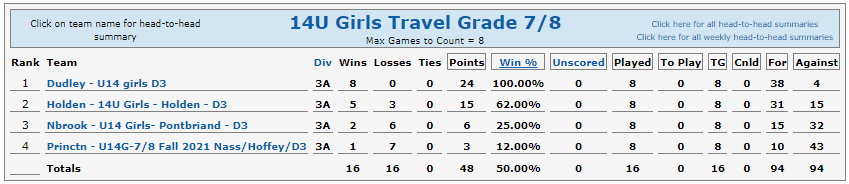 Click on team name for head-to-head summary
14U Girls Travel Grade 7/8
Max Games to Count = 8
Click here for all head-to-head summaries
Click here for all weekly head-to-head summaries
Rank Team Div Wins Losses Ties Points Win % Unscored Played To Play TG Cnld For Against
1 Dudley - U14 girls D3 3A 8 0 0 24 100.00% 0 8 0 8 0 38 4
2 Holden - 14U Girls - Holden - D3 3A 5 3 0 15 62.00% 0 8 0 8 0 31 15
3 Nbrook - U14 Girls- Pontbriand - D3 3A 2 6 0 6 25.00% 0 8 0 8 0 15 32
4 Princtn - U14G-7/8 Fall 2021 Nass/Hoffey/D3 3A 1 7 0 3 12.00% 0 8 0 8 0 10 43
Totals 16 16 0 48 50.00% 0 16 0 16 0 94 94